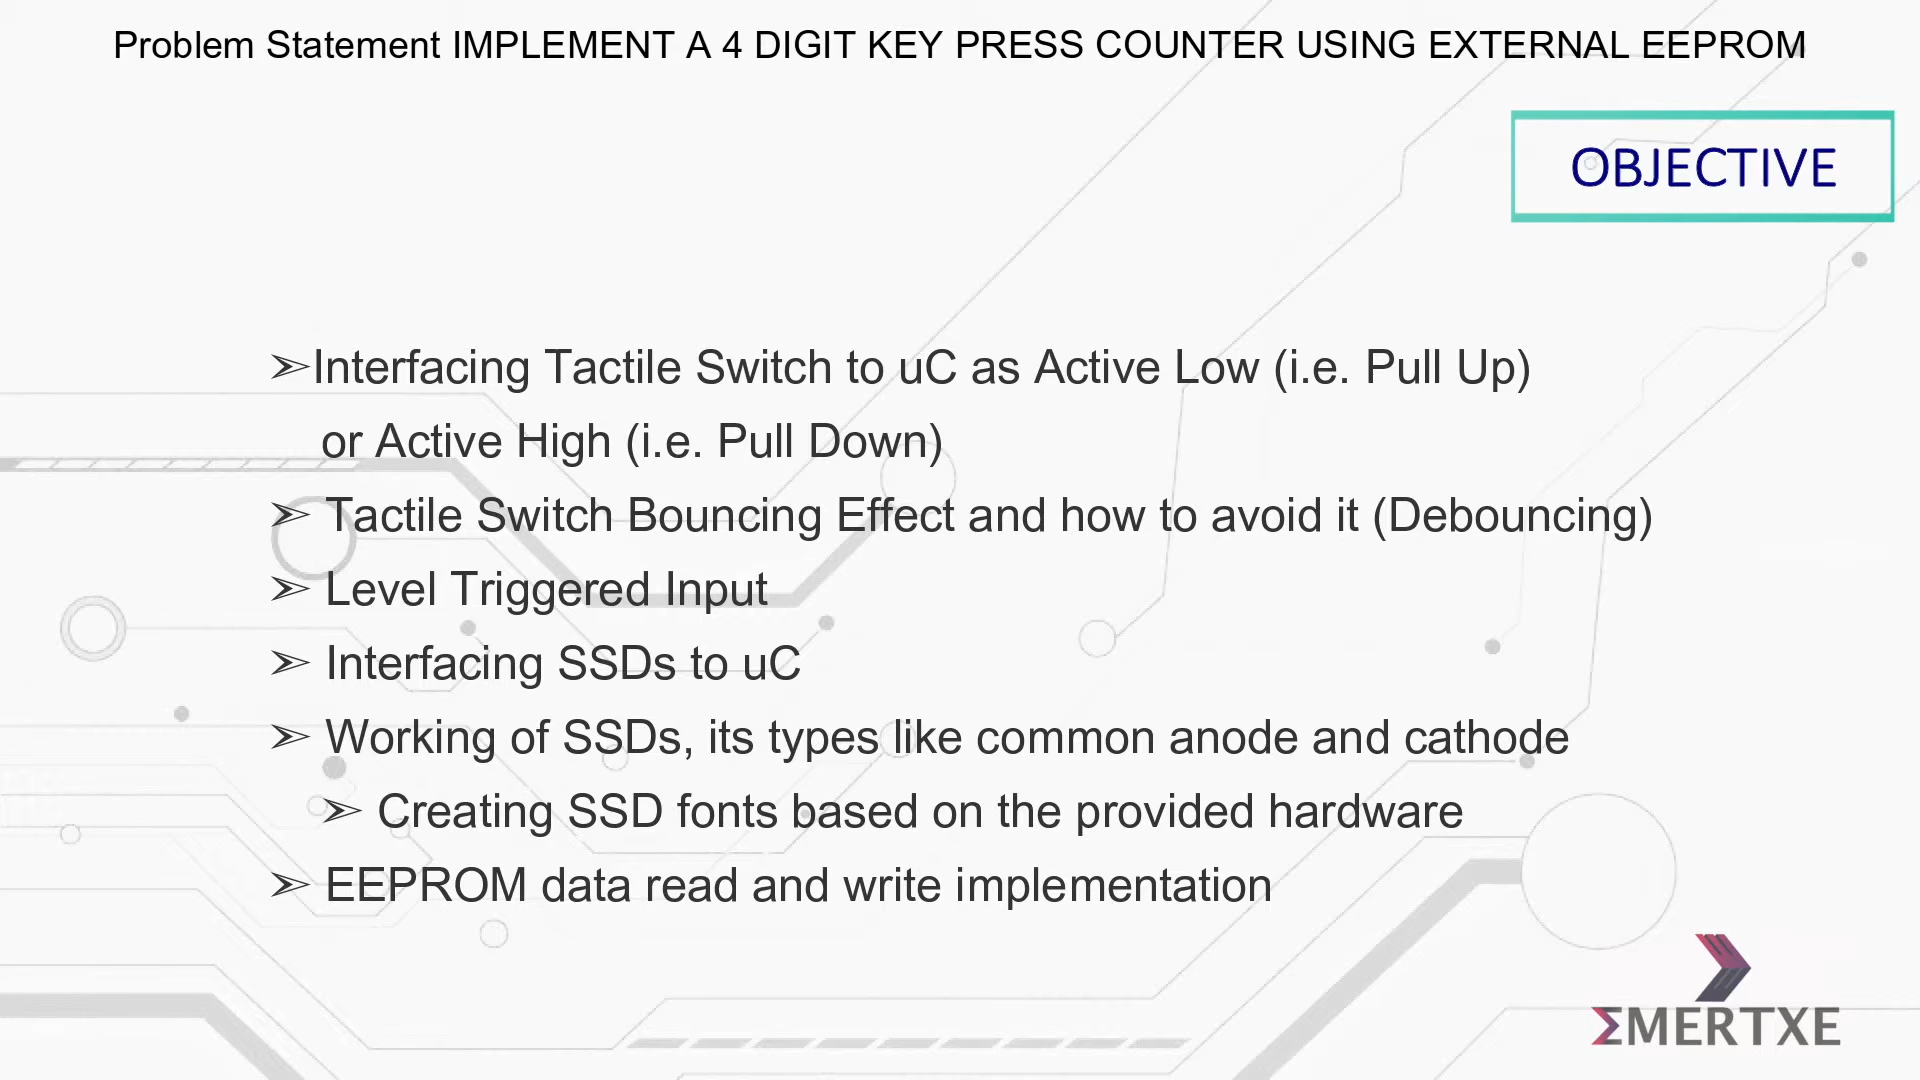 Problem Statement IMPLEMENT A 4 DIGIT KEY PRESS COUNTER USING EXTERNAL EEPROM
OBJECTIVE
➢Interfacing Tactile Switch to uC as Active Low (i.e. Pull Up)
or Active High (i.e. Pull Down)
➢ Tactile Switch Bouncing Effect and how to avoid it (Debouncing)
➢ Level Triggered Input
➢ Interfacing SSDs to uC
➢ Working of SSDs, its types like common anode and cathode
➢ Creating SSD fonts based on the provided hardware
➢ EEPROM data read and write implementation
ΣMERTXE